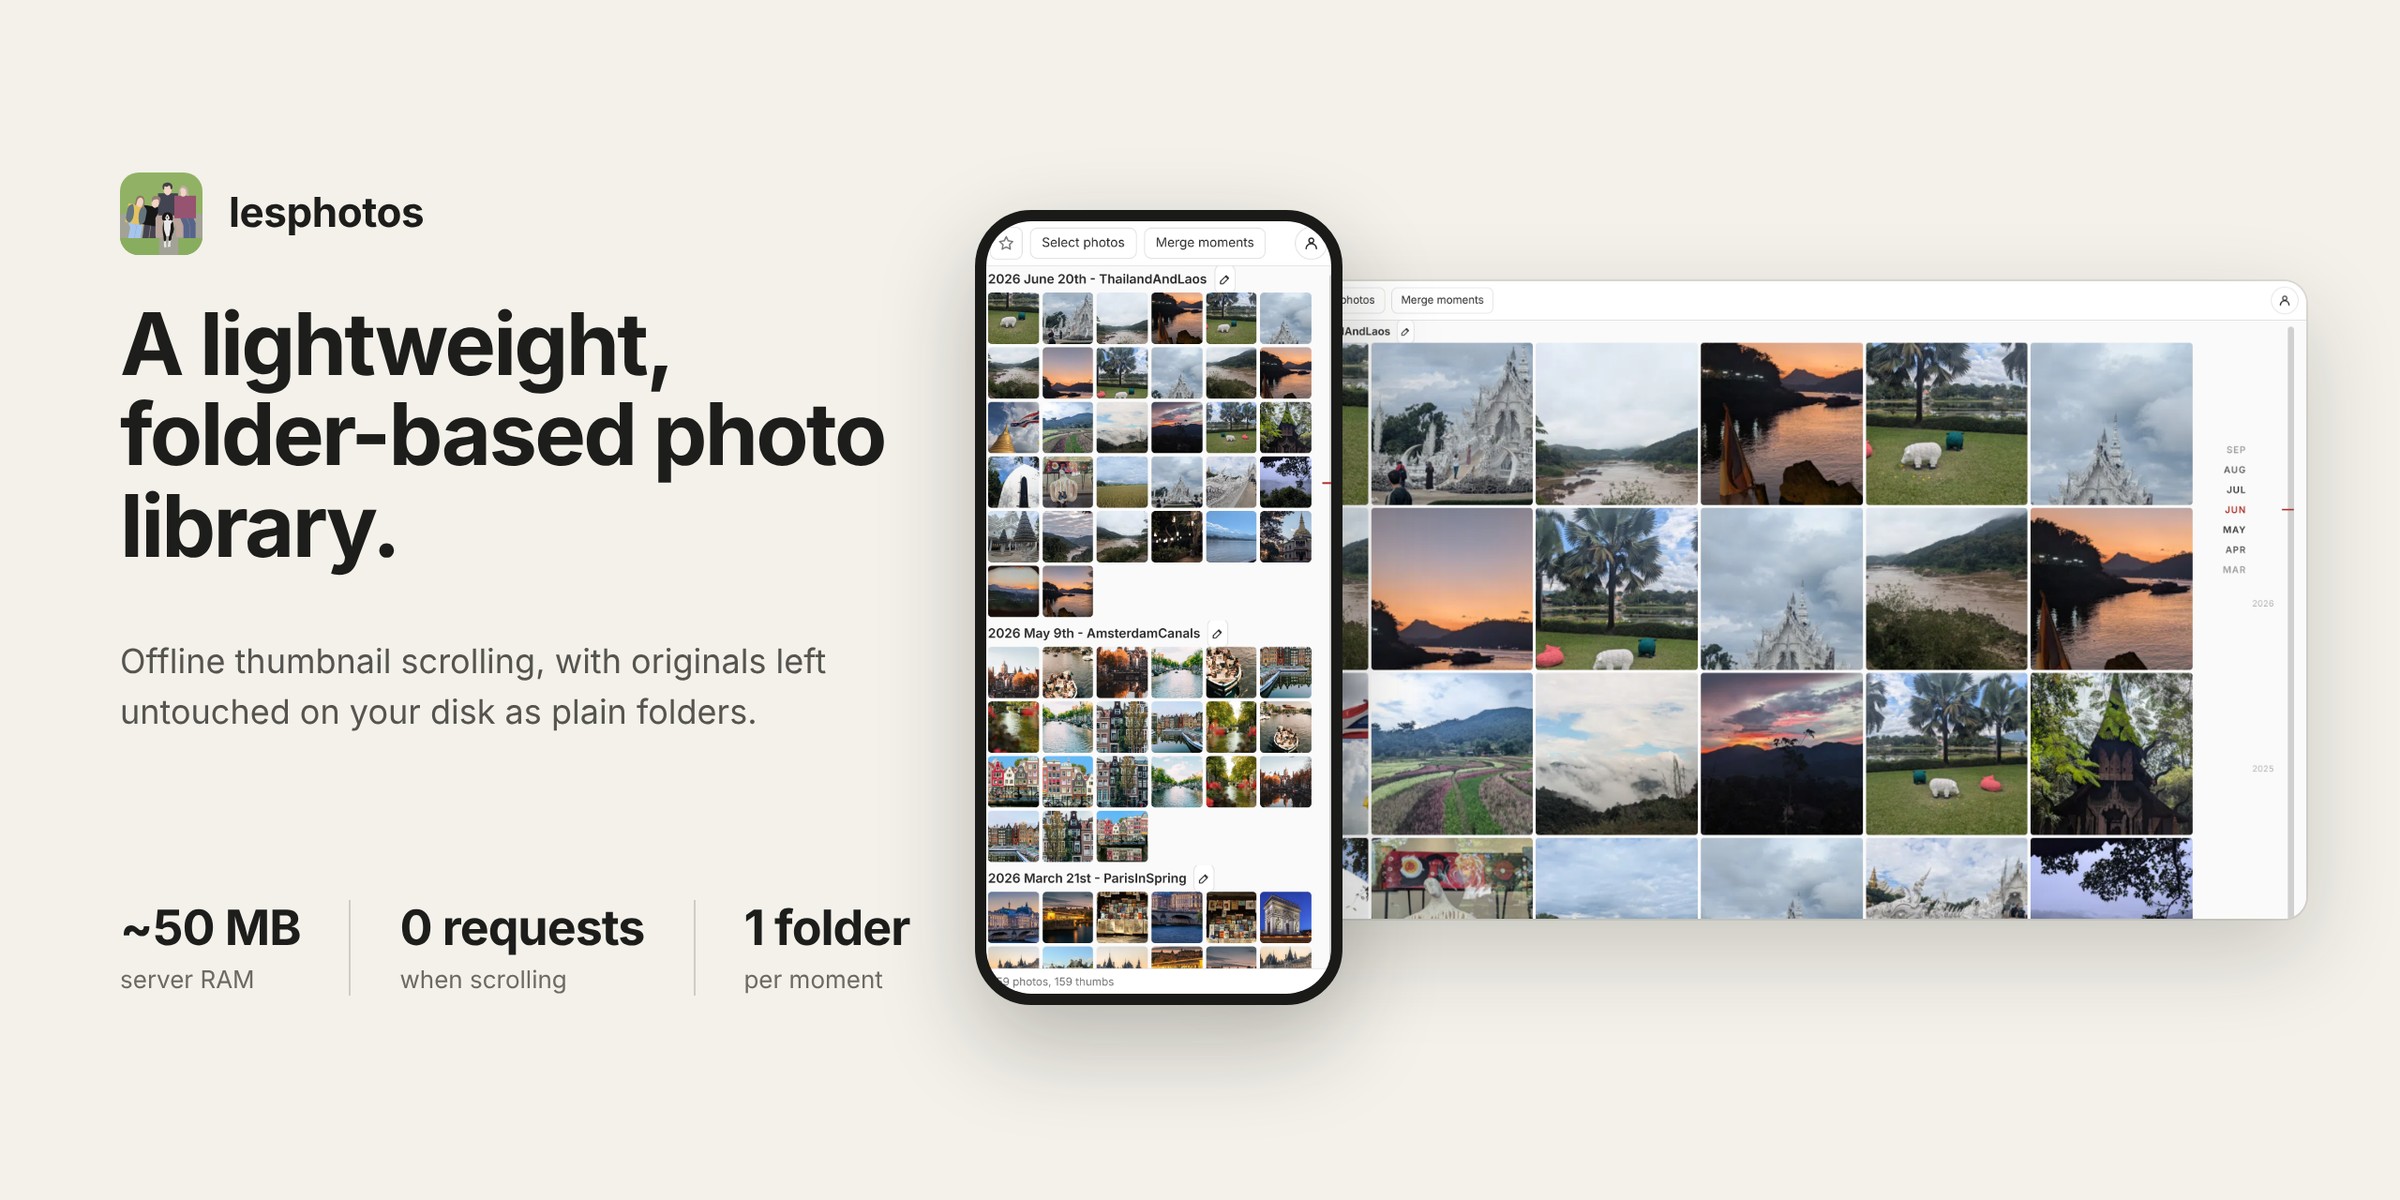 lesphotos
A lightweight,
folder-based photo
library.
Offline thumbnail scrolling, with originals left
untouched on your disk as plain folders.
~50 MB
server RAM
0 requests
when scrolling
1 folder
per moment
Select photos
Merge moments
2026 June 20th - ThailandAndLaos
2026 May 9th - AmsterdamCanals
2026 March 21st - ParisInSpring
photos, 159 thumbs
photos
Merge moments
AndLaos
SEP
AUG
JUL
JUN
MAY
APR
MAR
2026
2025